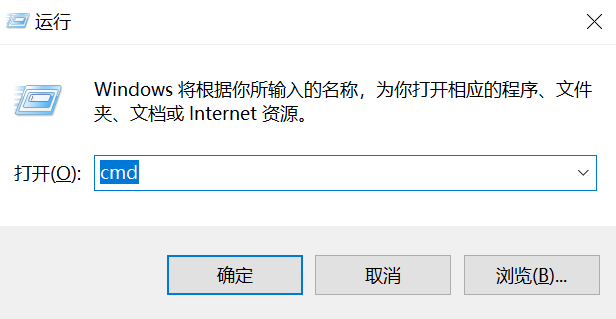 运行
Windows 将根据你所输入的名称，为你打开相应的程序、文件
夹、文档或 Internet 资源。
打开(O): cmd
确定 取消 浏览(B)...